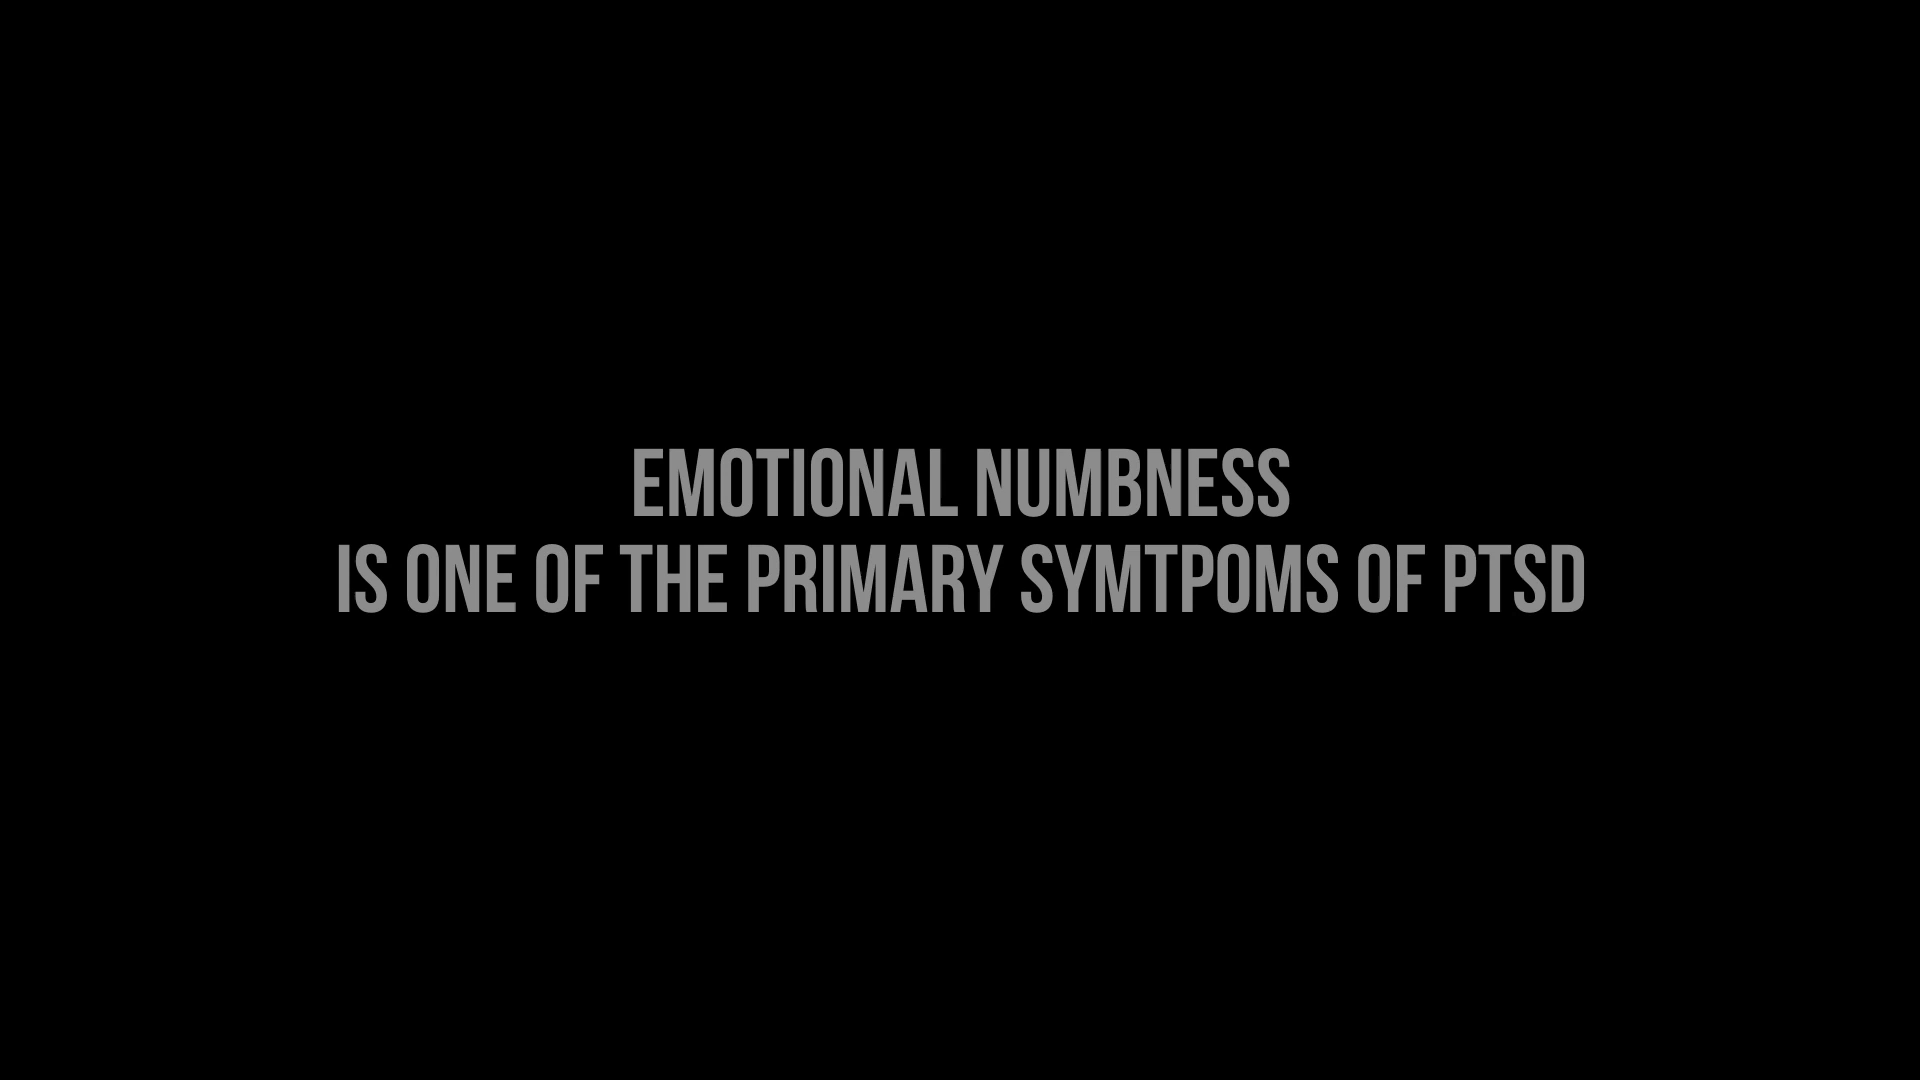 EMOTIONAL NUMBNESS
IS ONE OF THE PRIMARY SYMTPOMS OF PTSD